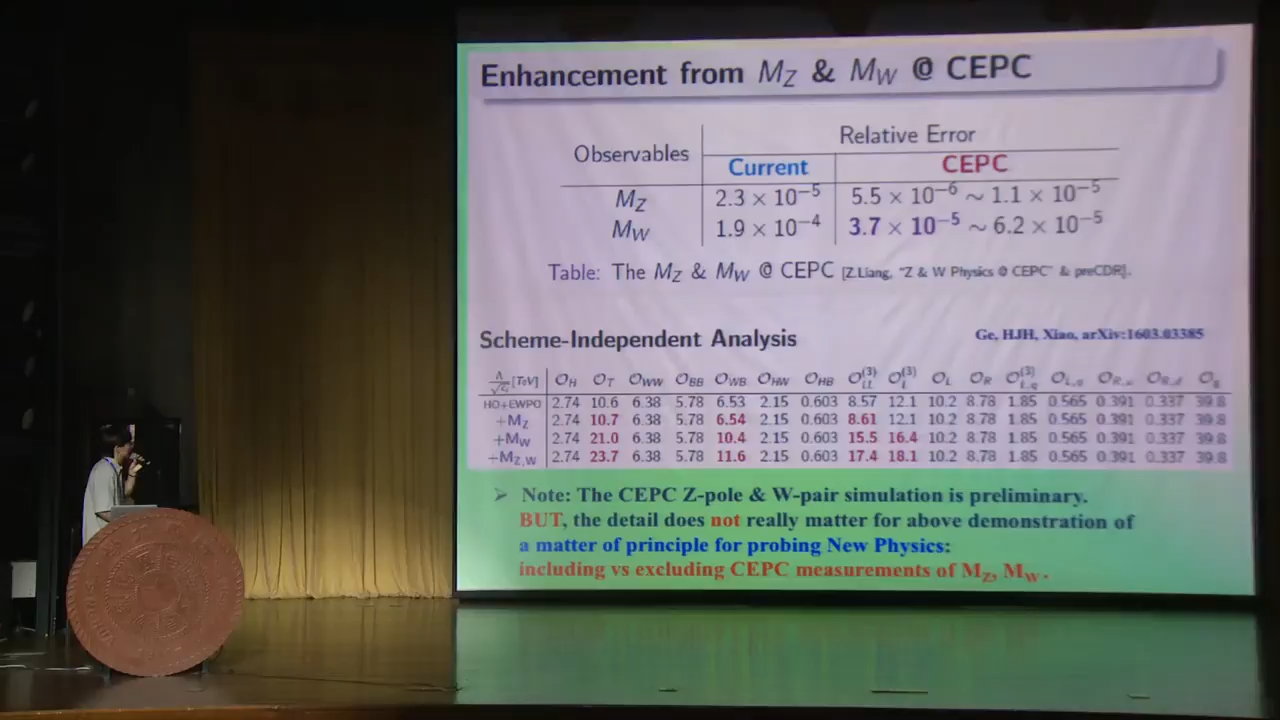 Enhancement from M_Z & M_W @ CEPC
Observables Relative Error
Current CEPC
M_Z 2.3 × 10⁻⁵ 5.5 × 10⁻⁶ ~ 1.1 × 10⁻⁵
M_W 1.9 × 10⁻⁴ 3.7 × 10⁻⁵ ~ 6.2 × 10⁻⁵
Table: The M_Z & M_W @ CEPC [Z.Liang, "Z & W Physics @ CEPC" & preCDR].
Scheme-Independent Analysis Ge, HJH, Xiao, arXiv:1603.03385
Λ/√c_i [TeV] O_H O_T O_WW O_BB O_WB O_HW O_HB O_LL^(3) O_L^(3) O_L O_R O_L,q^(3) O_L,q O_R,u O_R,d O_g
HO+EWPO 2.74 10.6 6.38 5.78 6.53 2.15 0.603 8.57 12.1 10.2 8.78 1.85 0.565 0.391 0.337 39.8
+M_Z 2.74 10.7 6.38 5.78 6.54 2.15 0.603 8.61 12.1 10.2 8.78 1.85 0.565 0.391 0.337 39.8
+M_W 2.74 21.0 6.38 5.78 10.4 2.15 0.603 15.5 16.4 10.2 8.78 1.85 0.565 0.391 0.337 39.8
+M_Z,W 2.74 23.7 6.38 5.78 11.6 2.15 0.603 17.4 18.1 10.2 8.78 1.85 0.565 0.391 0.337 39.8
➢ Note: The CEPC Z-pole & W-pair simulation is preliminary.
BUT, the detail does not really matter for above demonstration of
a matter of principle for probing New Physics:
including vs excluding CEPC measurements of M_Z, M_W.